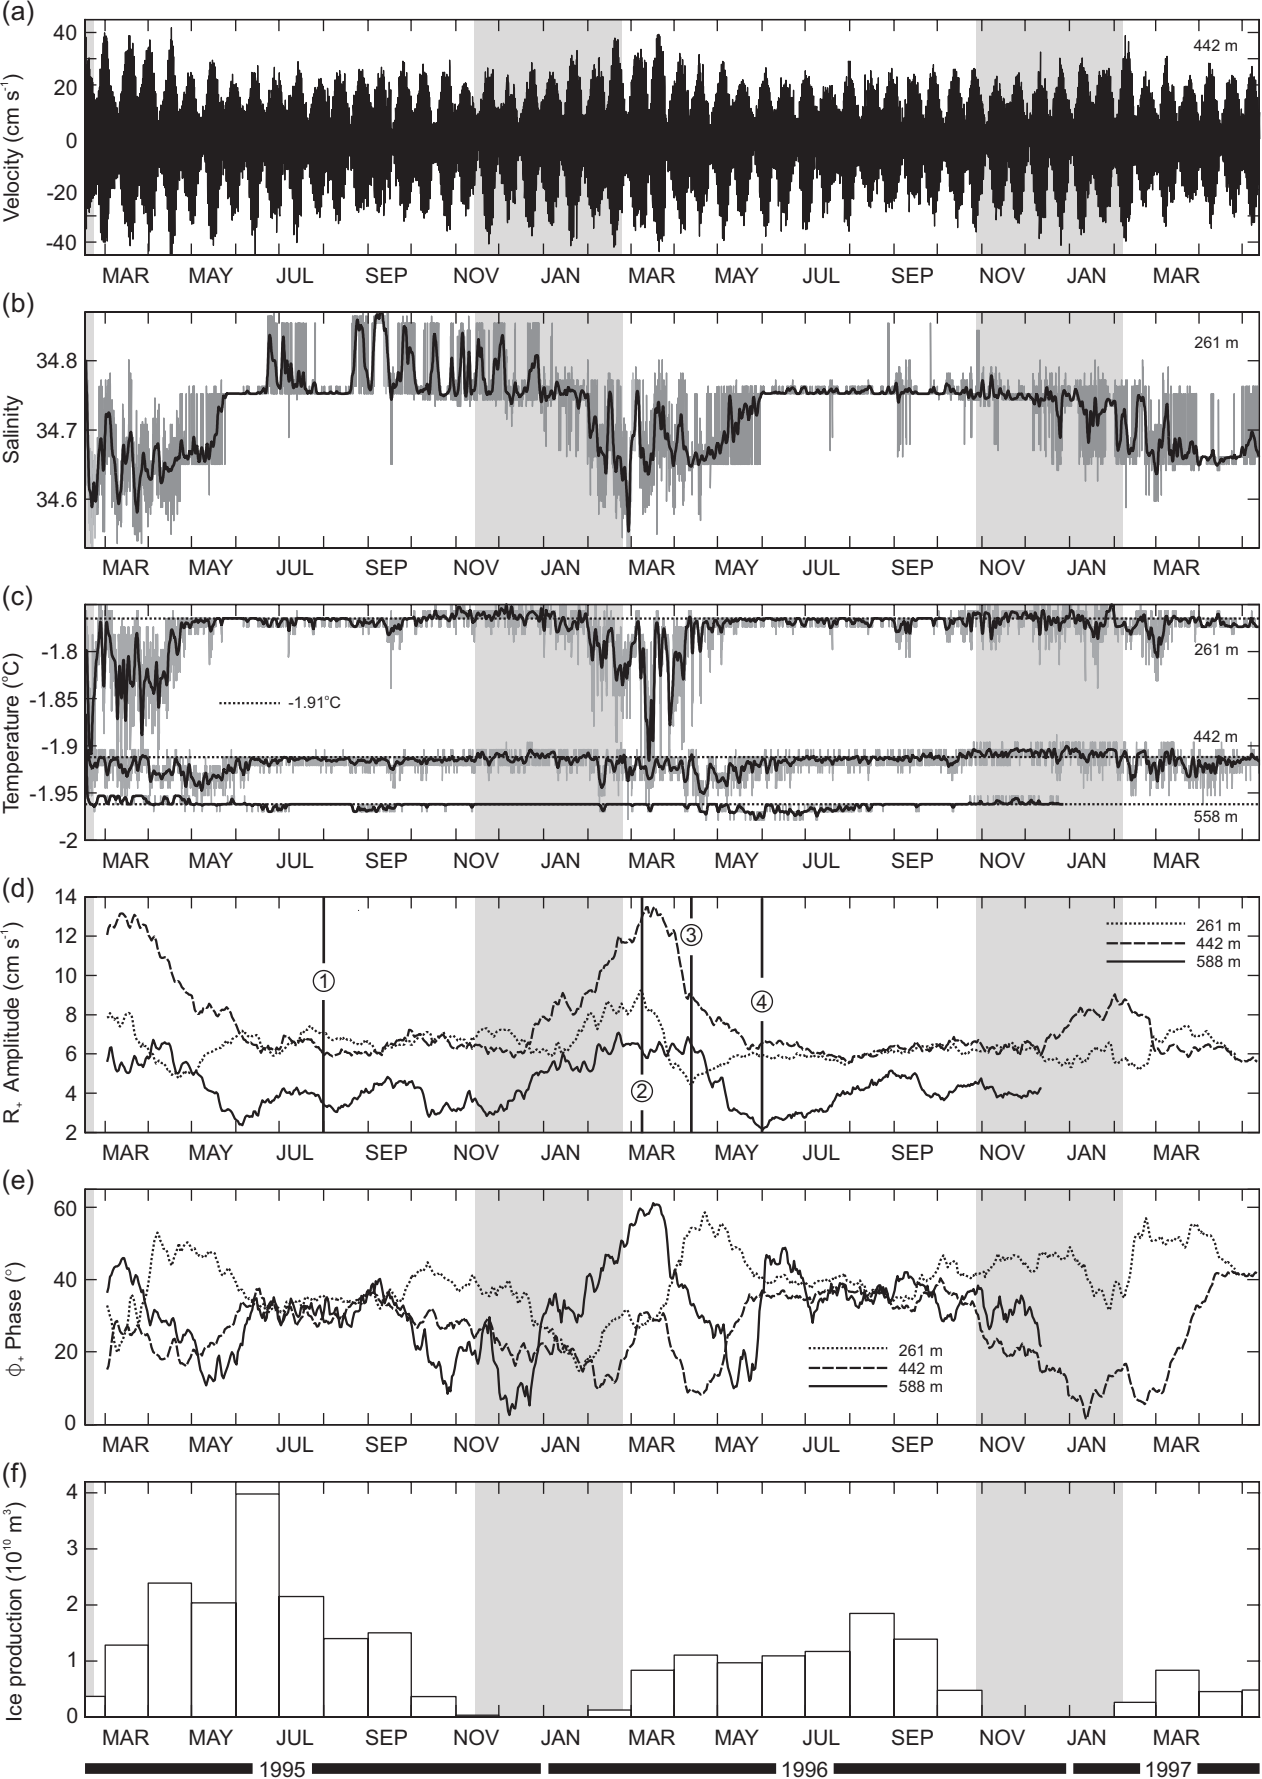 (a)
Velocity (cm s⁻¹)
40
20
0
-20
-40
442 m
MAR MAY JUL SEP NOV JAN MAR MAY JUL SEP NOV JAN MAR
(b)
Salinity
34.8
34.7
34.6
261 m
MAR MAY JUL SEP NOV JAN MAR MAY JUL SEP NOV JAN MAR
(c)
Temperature (°C)
-1.8
-1.85
-1.9
-1.95
-2
261 m
-1.91°C
442 m
558 m
MAR MAY JUL SEP NOV JAN MAR MAY JUL SEP NOV JAN MAR
(d)
R₊ Amplitude (cm s⁻¹)
14
12
10
8
6
4
2
①
②
③
④
261 m
442 m
588 m
MAR MAY JUL SEP NOV JAN MAR MAY JUL SEP NOV JAN MAR
(e)
ϕ₊ Phase (°)
60
40
20
0
261 m
442 m
588 m
MAR MAY JUL SEP NOV JAN MAR MAY JUL SEP NOV JAN MAR
(f)
Ice production (10¹⁰ m³)
4
3
2
1
0
MAR MAY JUL SEP NOV JAN MAR MAY JUL SEP NOV JAN MAR
1995 1996 1997